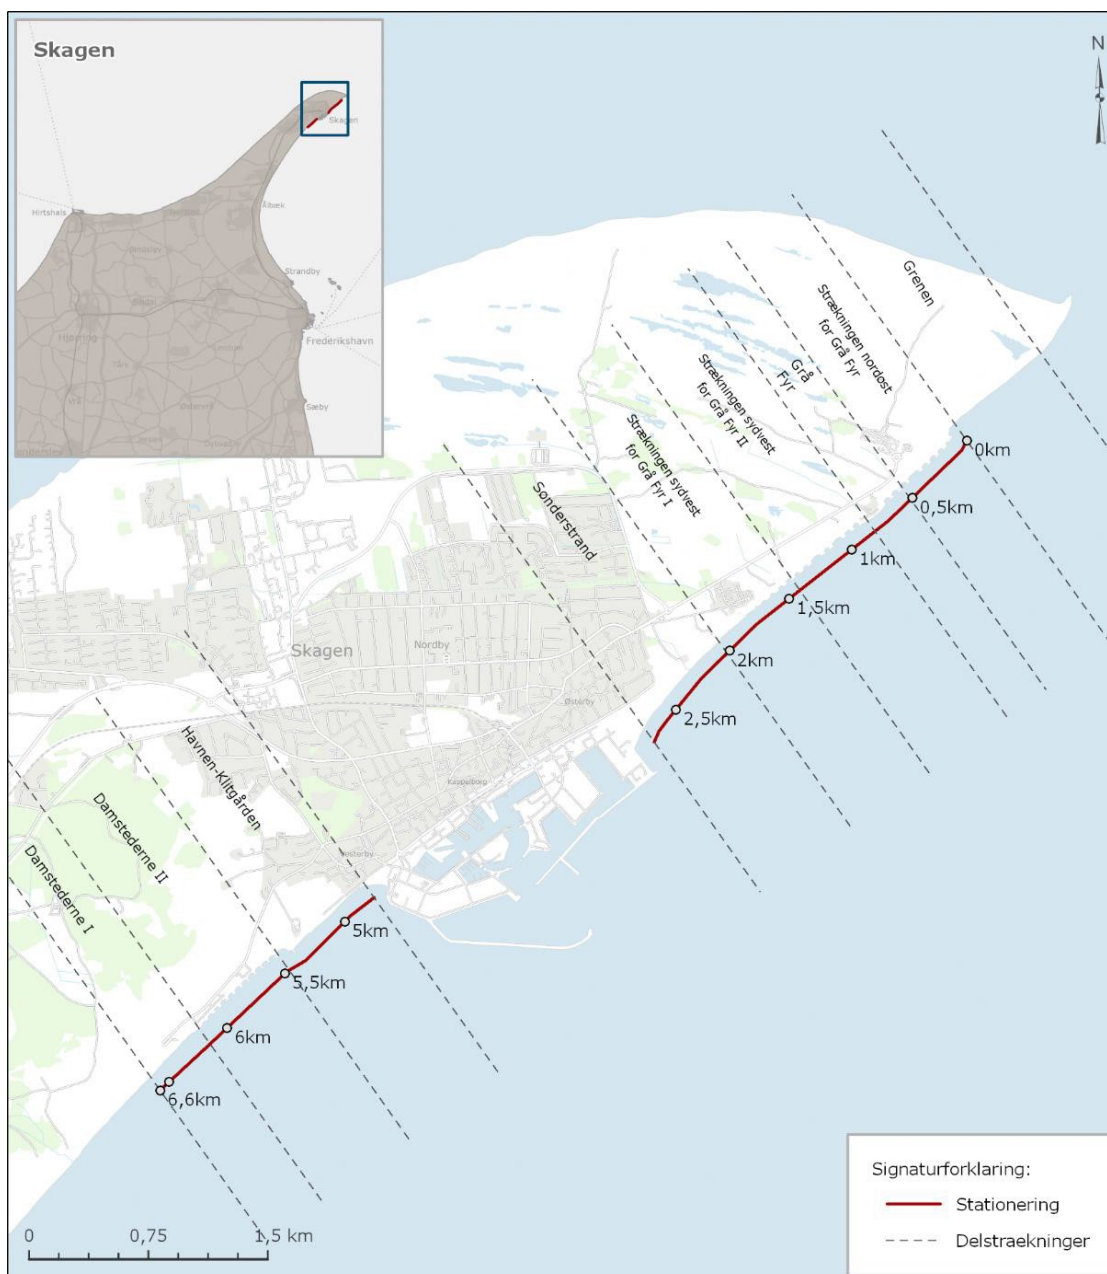 Skagen
Skagen
Hirtshals
Ålbæk
Strandby
Hjørring
Frederikshavn
Sæby
N
Grenen
Strækningen nordøst
for Grå Fyr
Grå
Fyr
Strækningen sydvest
for Grå Fyr II
Strækningen sydvest
for Grå Fyr I
Sønderstrand
0km
0,5km
1km
1,5km
2km
2,5km
Skagen
Nordby
Østerby
Kappelborg
Vesterby
Havnen-Klitgården
Damstederne II
Damstederne I
5km
5,5km
6km
6,6km
0
0,75
1,5 km
Signaturforklaring:
Stationering
Delstraekninger